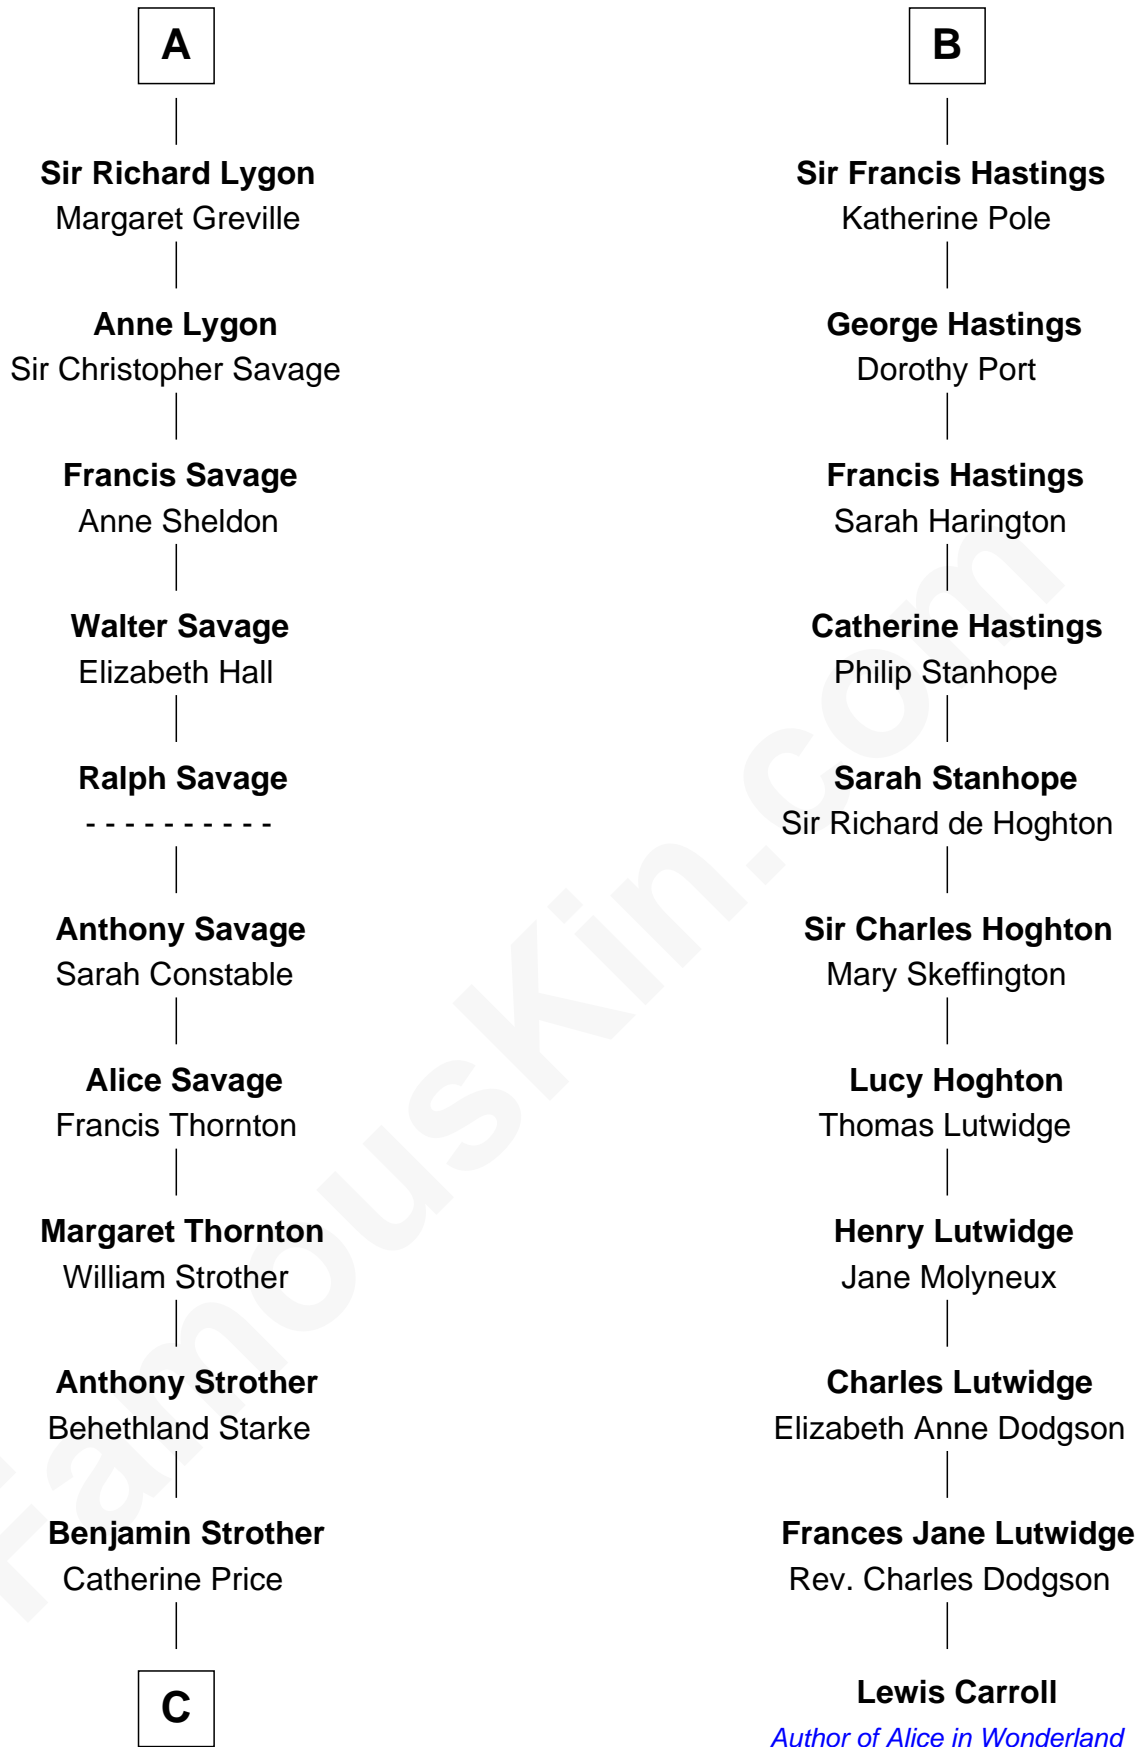 A
Sir Richard Lygon
Margaret Greville
Anne Lygon
Sir Christopher Savage
Francis Savage
Anne Sheldon
Walter Savage
Elizabeth Hall
Ralph Savage
- - - - - - - - - -
Anthony Savage
Sarah Constable
Alice Savage
Francis Thornton
Margaret Thornton
William Strother
Anthony Strother
Behethland Starke
Benjamin Strother
Catherine Price
C
B
Sir Francis Hastings
Katherine Pole
George Hastings
Dorothy Port
Francis Hastings
Sarah Harington
Catherine Hastings
Philip Stanhope
Sarah Stanhope
Sir Richard de Hoghton
Sir Charles Hoghton
Mary Skeffington
Lucy Hoghton
Thomas Lutwidge
Henry Lutwidge
Jane Molyneux
Charles Lutwidge
Elizabeth Anne Dodgson
Frances Jane Lutwidge
Rev. Charles Dodgson
Lewis Carroll
Author of Alice in Wonderland
FamousKin.com